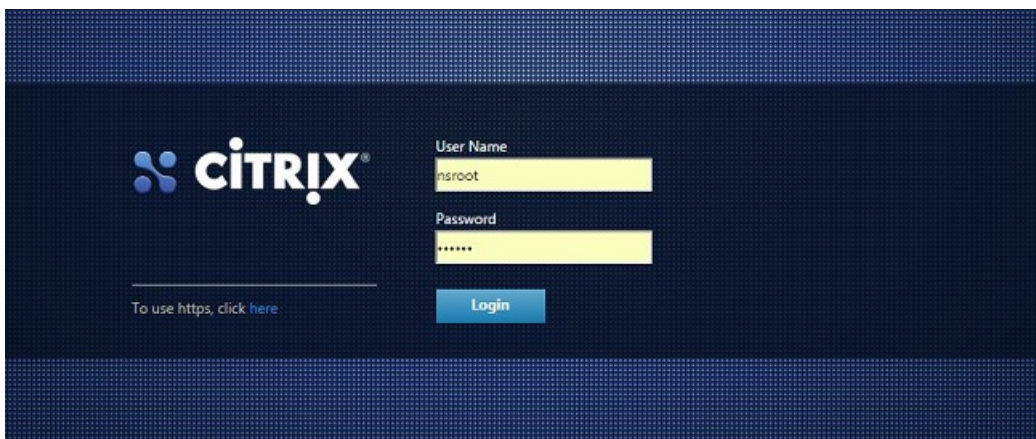 CiTRIX®
User Name
nsroot
Password
••••••
To use https, click here
Login